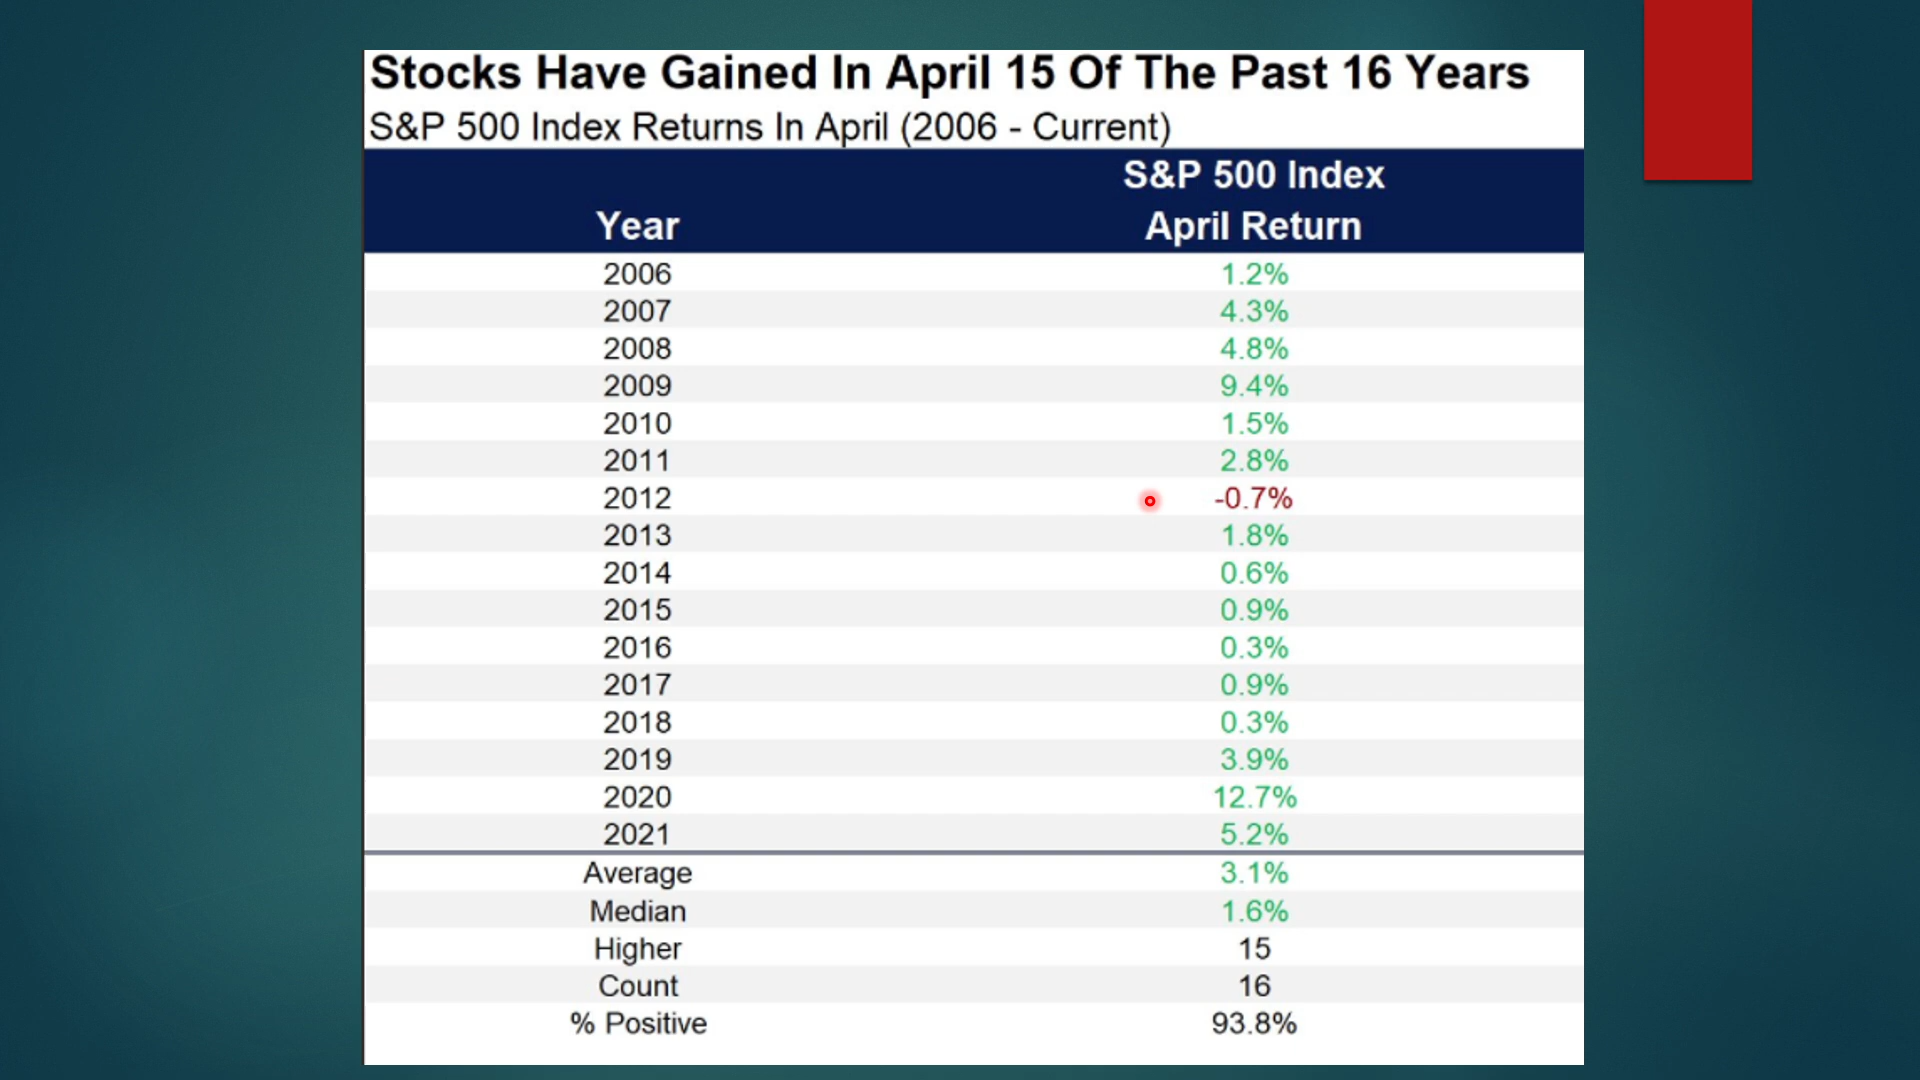 Stocks Have Gained In April 15 Of The Past 16 Years
S&P 500 Index Returns In April (2006 - Current)
S&P 500 Index
Year April Return
2006 1.2%
2007 4.3%
2008 4.8%
2009 9.4%
2010 1.5%
2011 2.8%
2012 -0.7%
2013 1.8%
2014 0.6%
2015 0.9%
2016 0.3%
2017 0.9%
2018 0.3%
2019 3.9%
2020 12.7%
2021 5.2%
Average 3.1%
Median 1.6%
Higher 15
Count 16
% Positive 93.8%